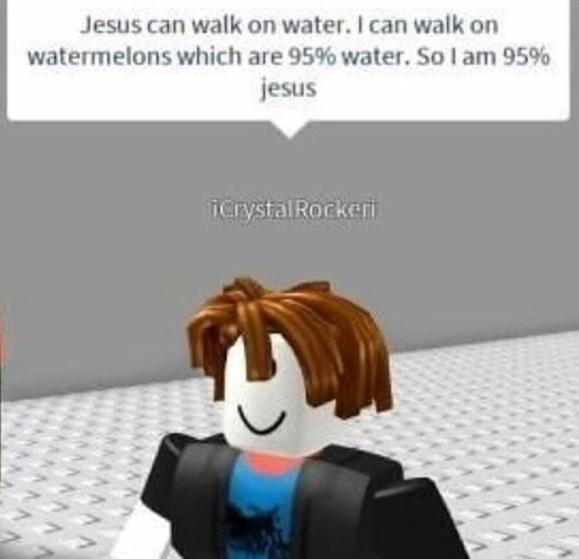 Jesus can walk on water. I can walk on
watermelons which are 95% water. So I am 95%
jesus
iCrystalRockeri